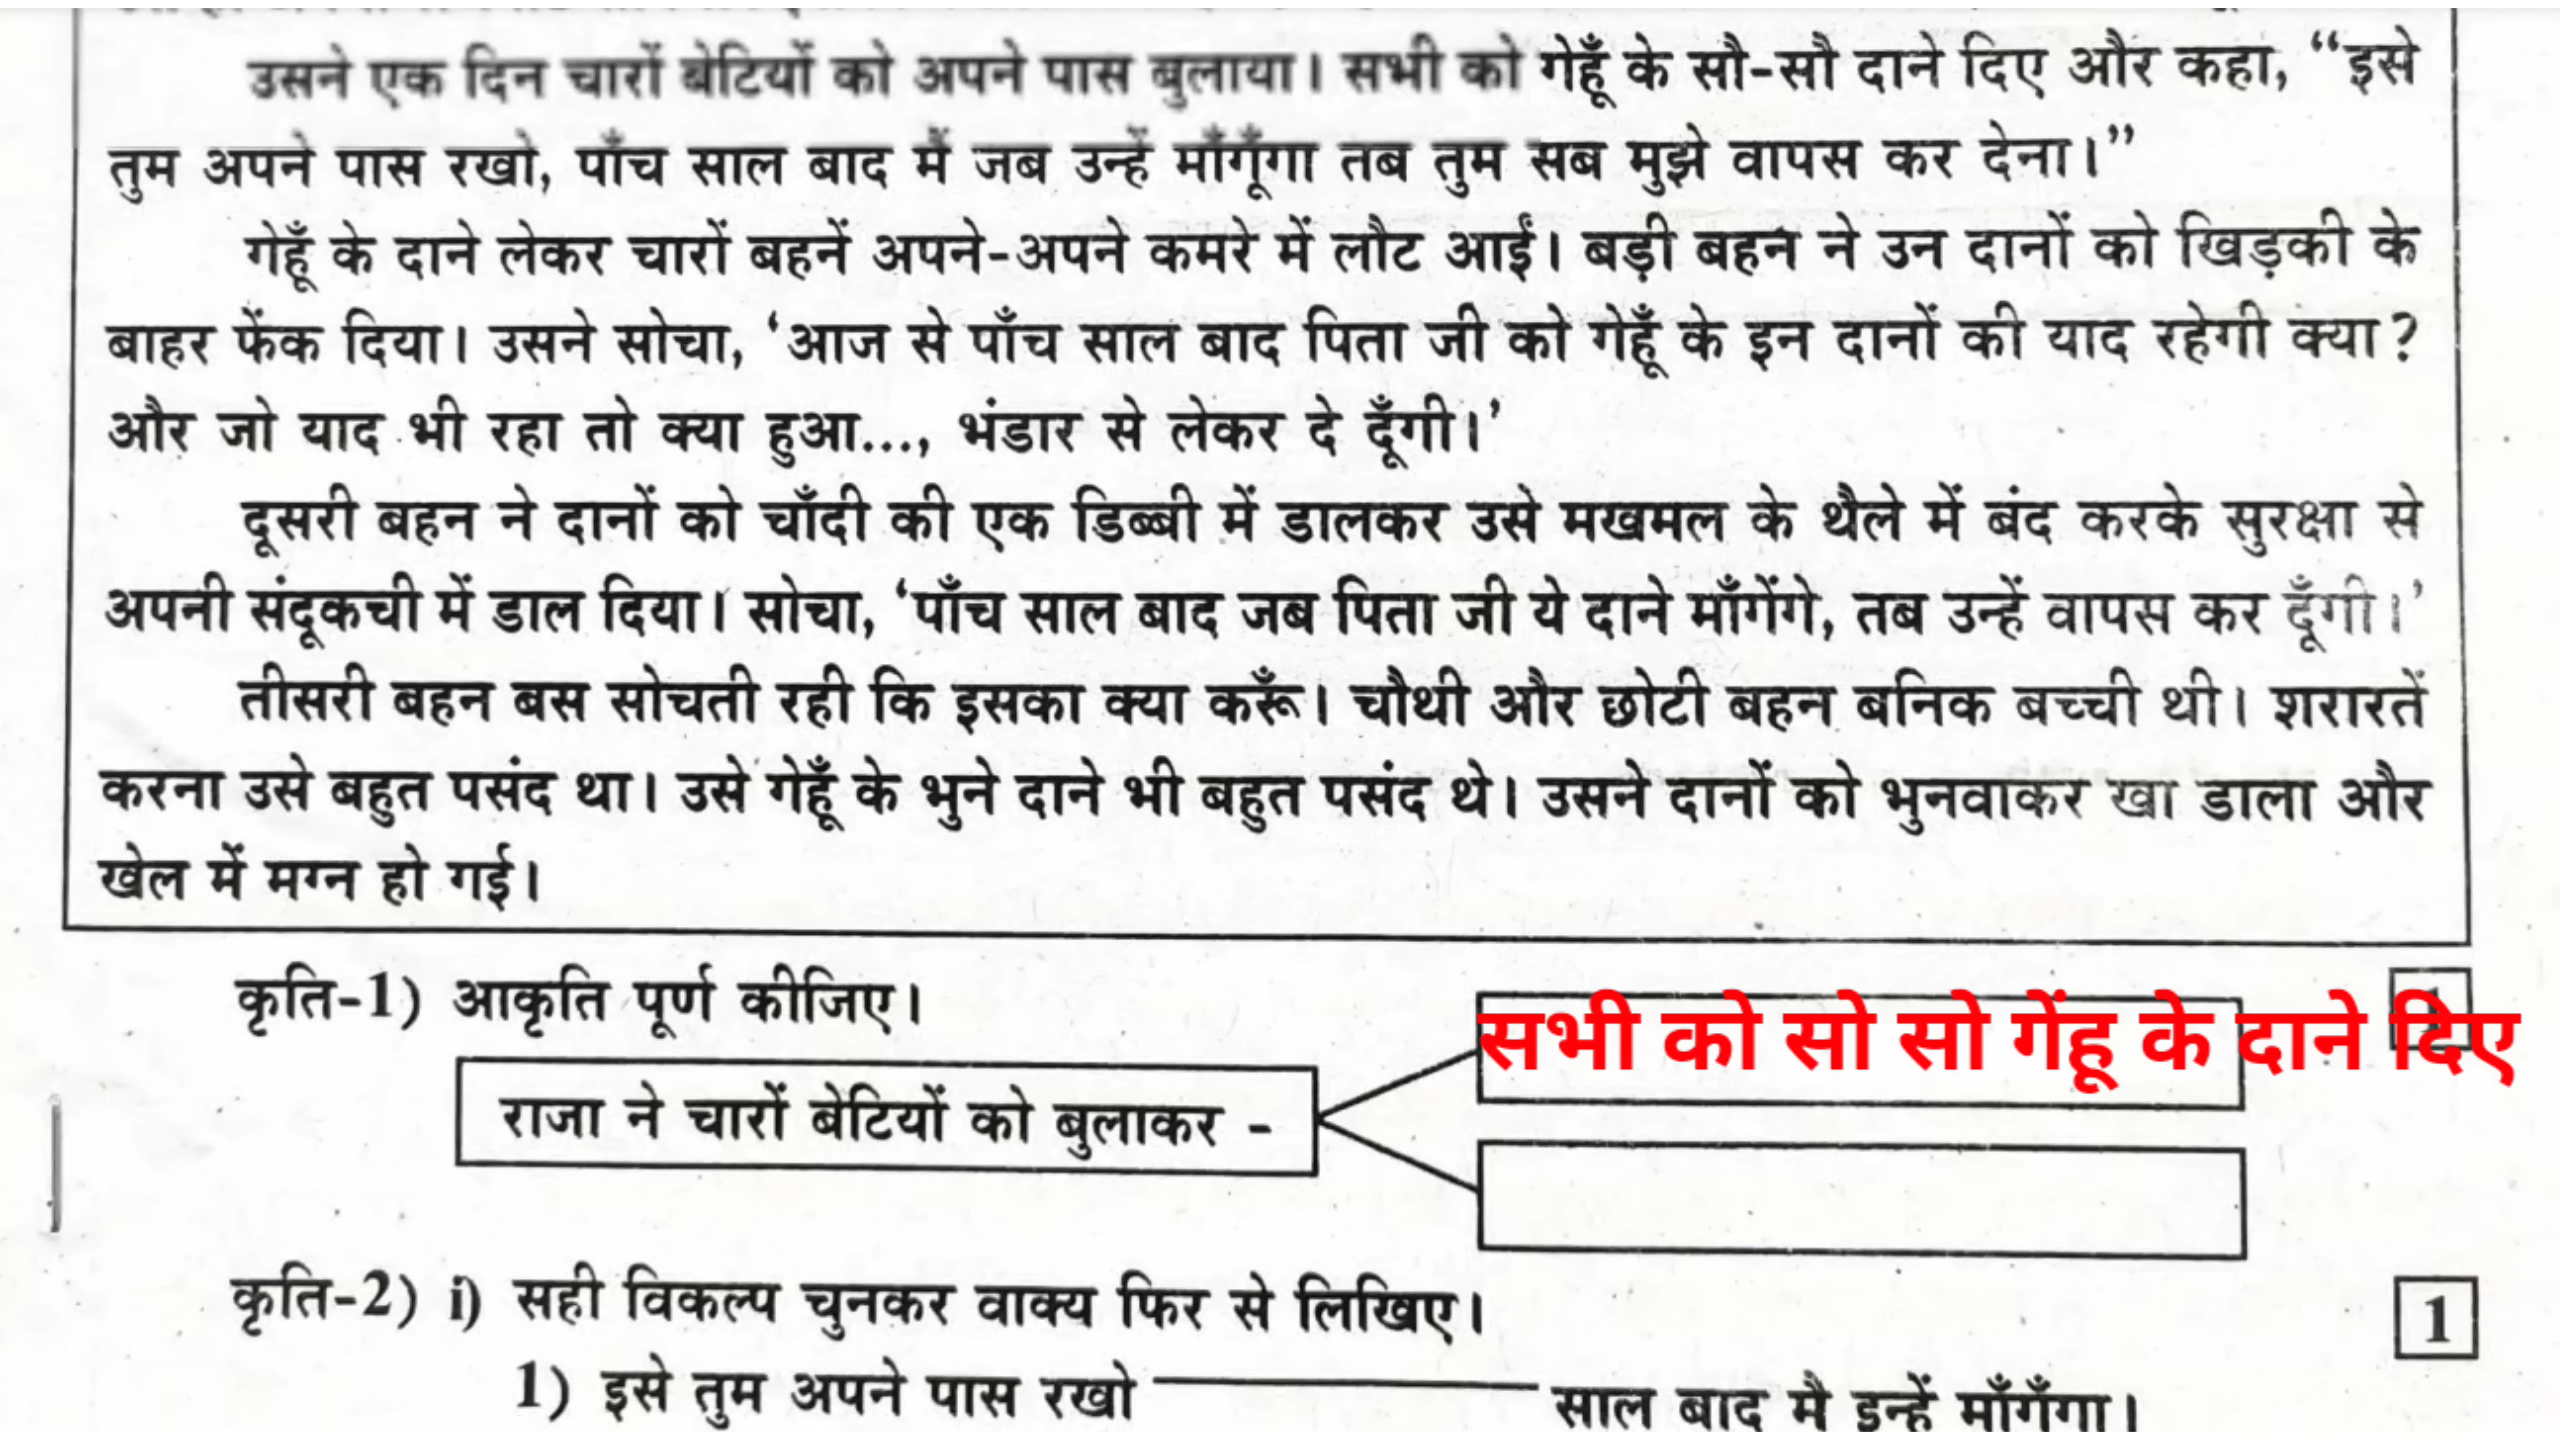 उसने एक दिन चारों बेटियों को अपने पास बुलाया। सभी को गेहूँ के सौ-सौ दाने दिए और कहा, “इसे
तुम अपने पास रखो, पाँच साल बाद मैं जब उन्हें माँगूँगा तब तुम सब मुझे वापस कर देना।”
गेहूँ के दाने लेकर चारों बहनें अपने-अपने कमरे में लौट आईं। बड़ी बहन ने उन दानों को खिड़की के
बाहर फेंक दिया। उसने सोचा, ‘आज से पाँच साल बाद पिता जी को गेहूँ के इन दानों की याद रहेगी क्या?
और जो याद भी रहा तो क्या हुआ..., भंडार से लेकर दे दूँगी।’
दूसरी बहन ने दानों को चाँदी की एक डिब्बी में डालकर उसे मखमल के थैले में बंद करके सुरक्षा से
अपनी संदूकची में डाल दिया। सोचा, ‘पाँच साल बाद जब पिता जी ये दाने माँगेंगे, तब उन्हें वापस कर दूँगी।’
तीसरी बहन बस सोचती रही कि इसका क्या करूँ। चौथी और छोटी बहन बनिक बच्ची थी। शरारतें
करना उसे बहुत पसंद था। उसे गेहूँ के भुने दाने भी बहुत पसंद थे। उसने दानों को भुनवाकर खा डाला और
खेल में मग्न हो गई।
कृति-1) आकृति पूर्ण कीजिए।
सभी को सो सो गेंहू के दाने दिए
राजा ने चारों बेटियों को बुलाकर -
कृति-2) i) सही विकल्प चुनकर वाक्य फिर से लिखिए।
1
1) इसे तुम अपने पास रखो ——— साल बाद मै इन्हें माँगूँगा।